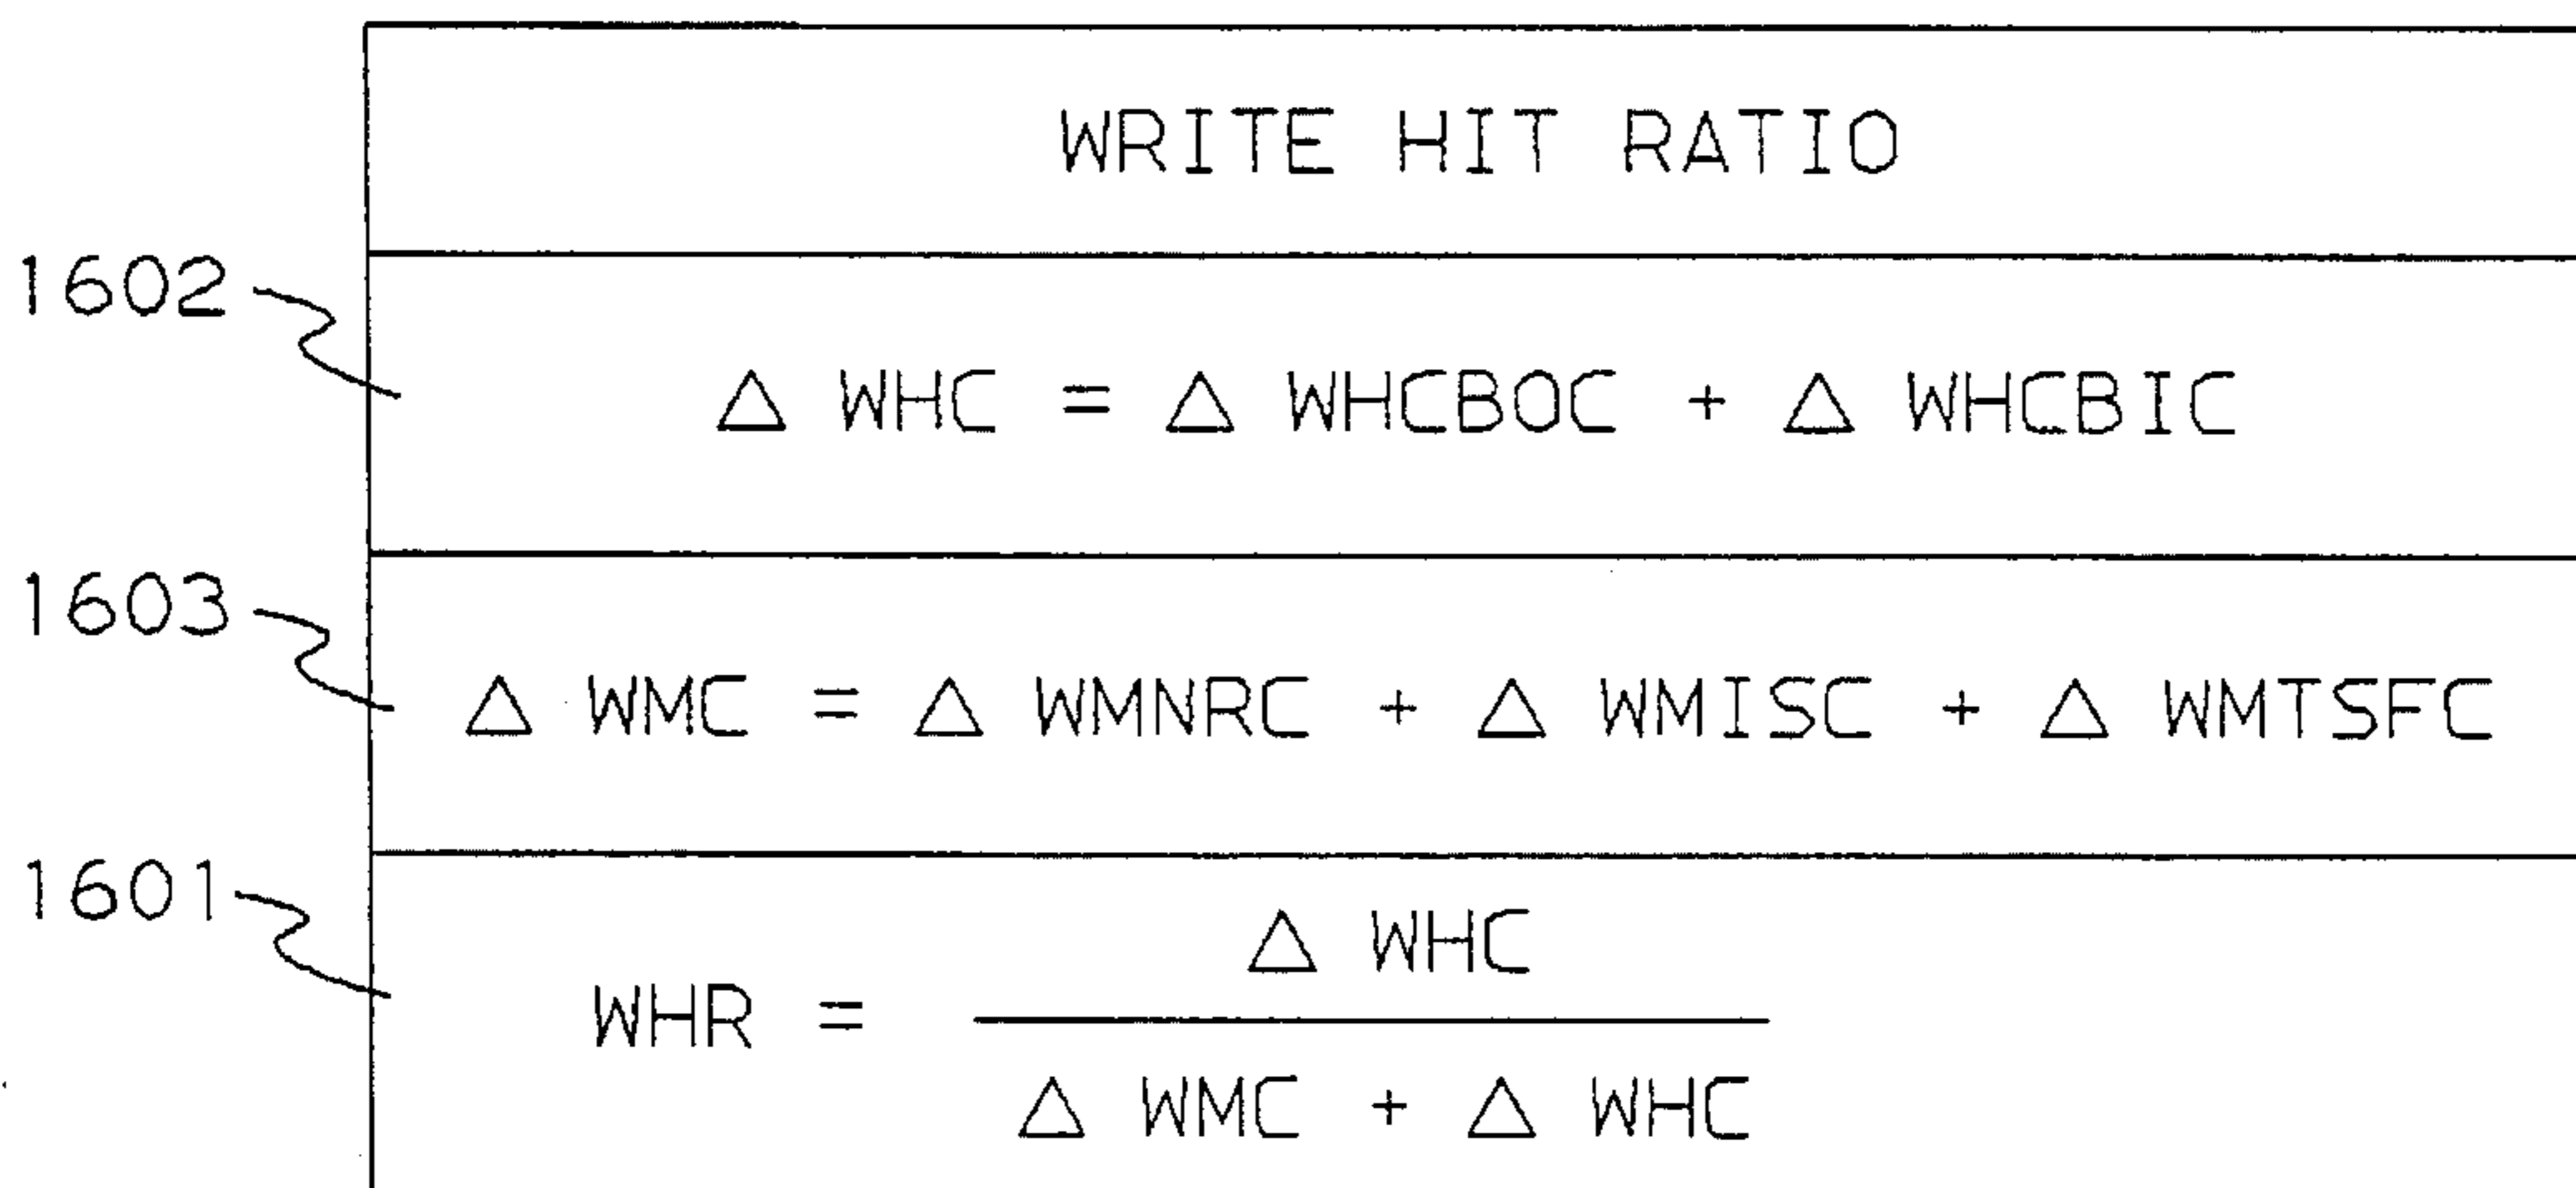 WRITE HIT RATIO
1602
△ WHC = △ WHCBOC + △ WHCBIC
1603
△ WMC = △ WMNRC + △ WMISC + △ WMTSFC
1601
△ WHC
WHR =
△ WMC + △ WHC